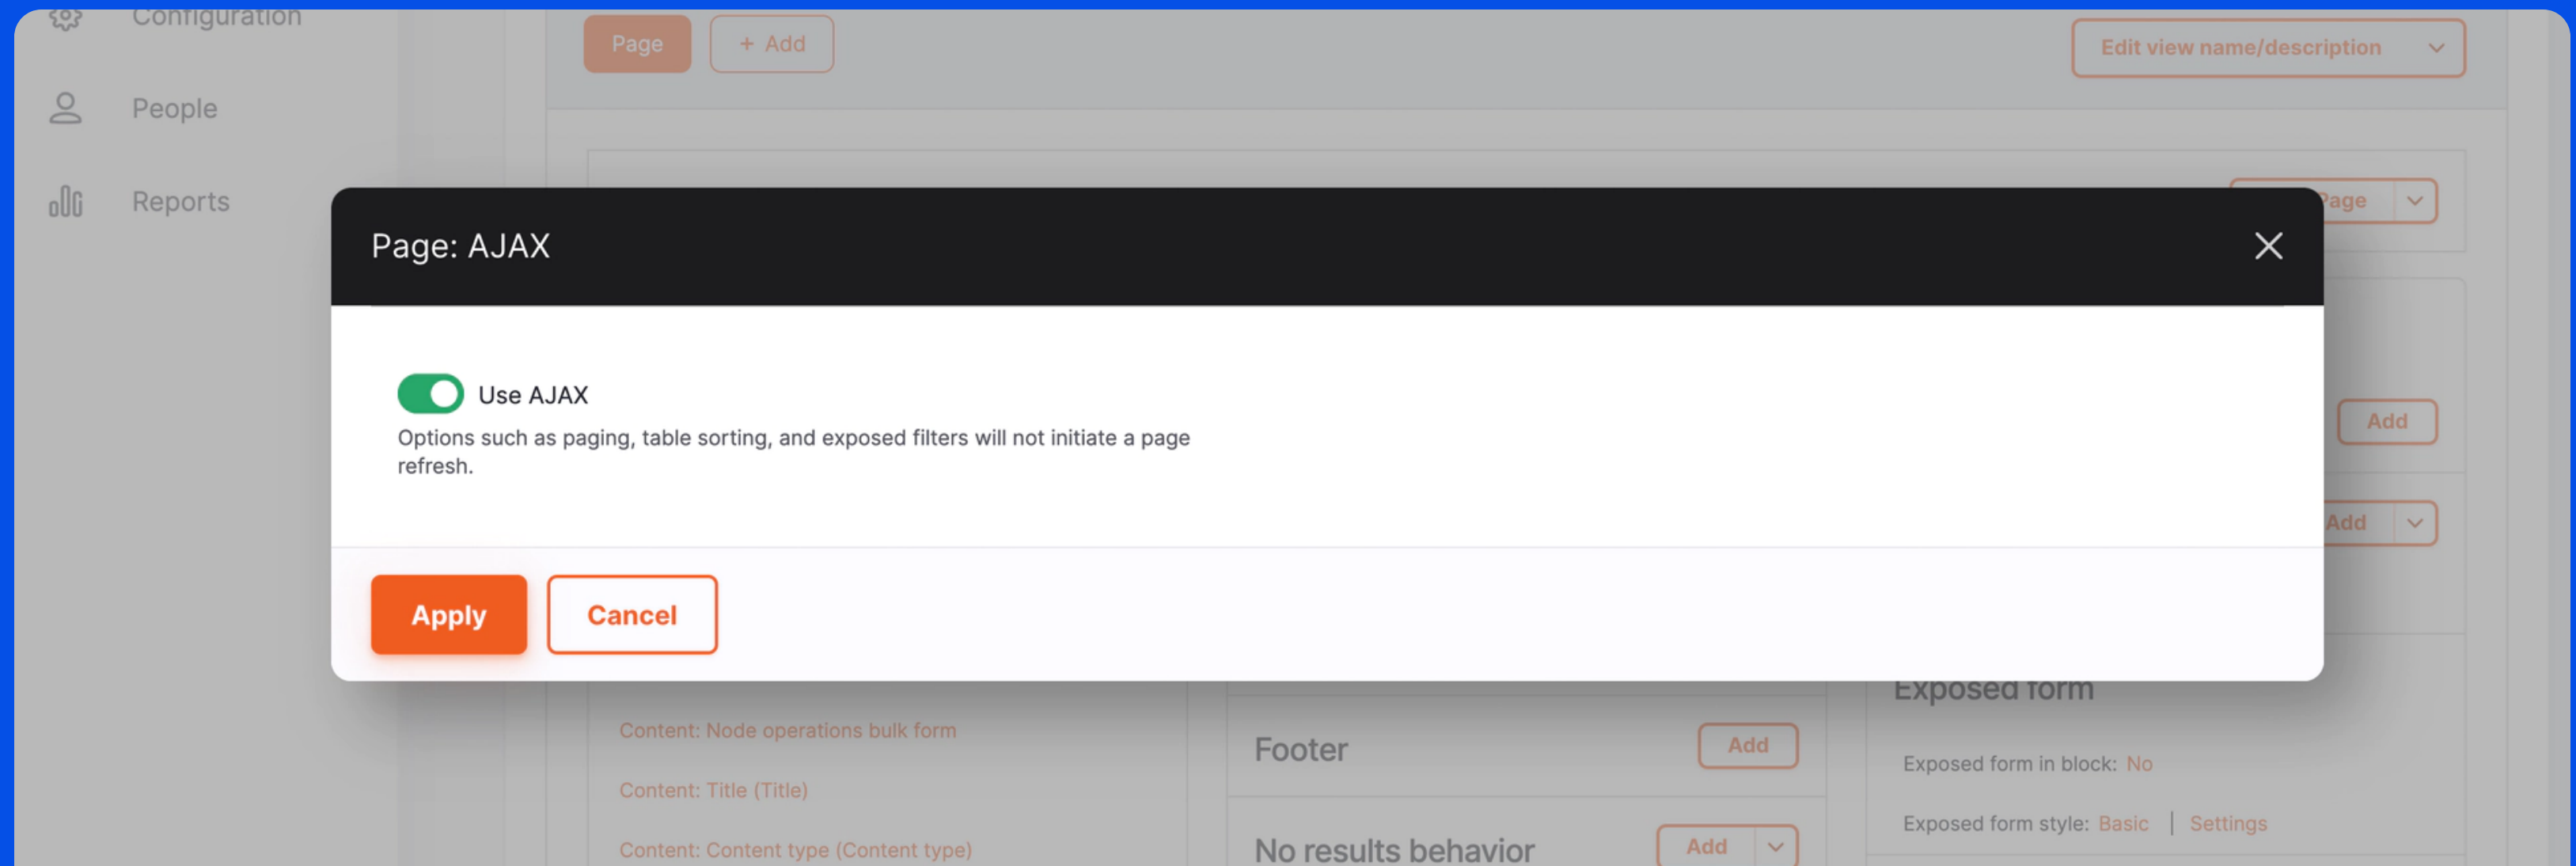 Configuration
People
Reports
Page
+ Add
Edit view name/description
Page
Page: AJAX
Use AJAX
Options such as paging, table sorting, and exposed filters will not initiate a page
refresh.
Apply
Cancel
Add
Add
Content: Node operations bulk form
Content: Title (Title)
Content: Content type (Content type)
Footer
Add
No results behavior
Add
Exposed form
Exposed form in block: No
Exposed form style: Basic | Settings